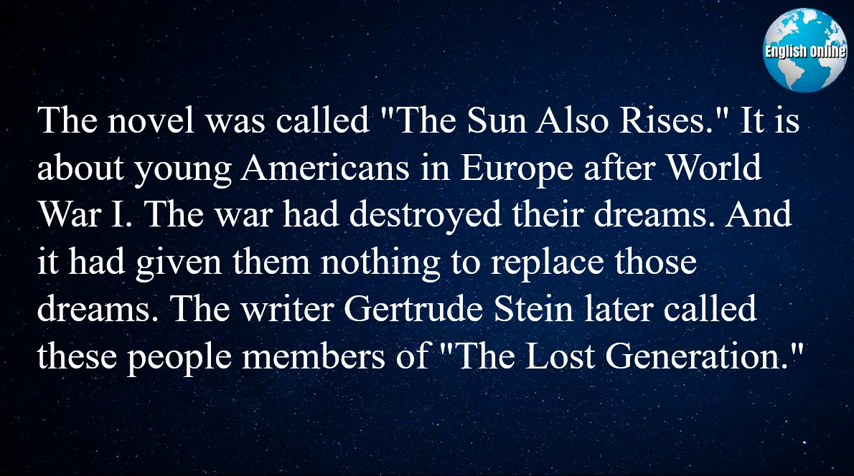 English Online
The novel was called "The Sun Also Rises." It is
about young Americans in Europe after World
War I. The war had destroyed their dreams. And
it had given them nothing to replace those
dreams. The writer Gertrude Stein later called
these people members of "The Lost Generation."